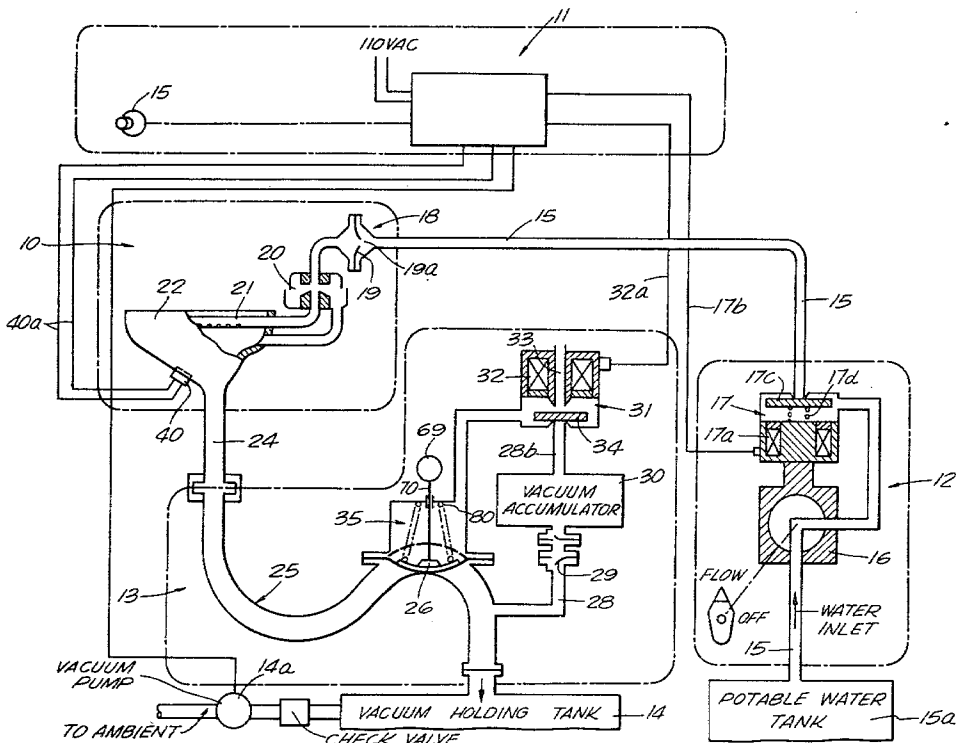 11
110VAC
15
18
15
10
19a
20
19
22
21
32a
17b
15
40a
33
17c
17d
32
31
17
17a
40
24
69
34
28b
70
30
12
35
80
VACUUM
ACCUMULATOR
25
26
29
16
13
28
FLOW
OFF
WATER
INLET
15
VACUUM
PUMP
14a
TO AMBIENT
CHECK VALVE
VACUUM HOLDING TANK
14
POTABLE WATER
TANK
15a